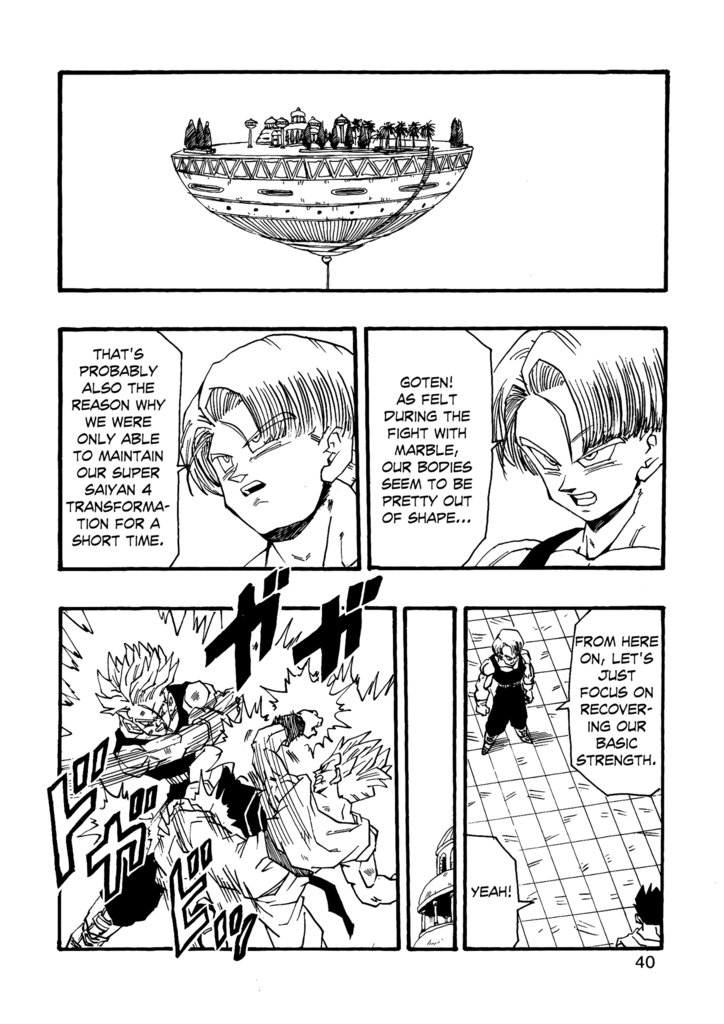 GOTEN!
AS FELT
DURING THE
FIGHT WITH
MARBLE,
OUR BODIES
SEEM TO BE
PRETTY OUT
OF SHAPE...
THAT'S
PROBABLY
ALSO THE
REASON WHY
WE WERE
ONLY ABLE
TO MAINTAIN
OUR SUPER
SAIYAN 4
TRANSFORMA-
TION FOR A
SHORT TIME.
FROM HERE
ON, LET'S
JUST
FOCUS ON
RECOVER-
ING OUR
BASIC
STRENGTH.
YEAH!
ガガ
ドガ
ビビ
40